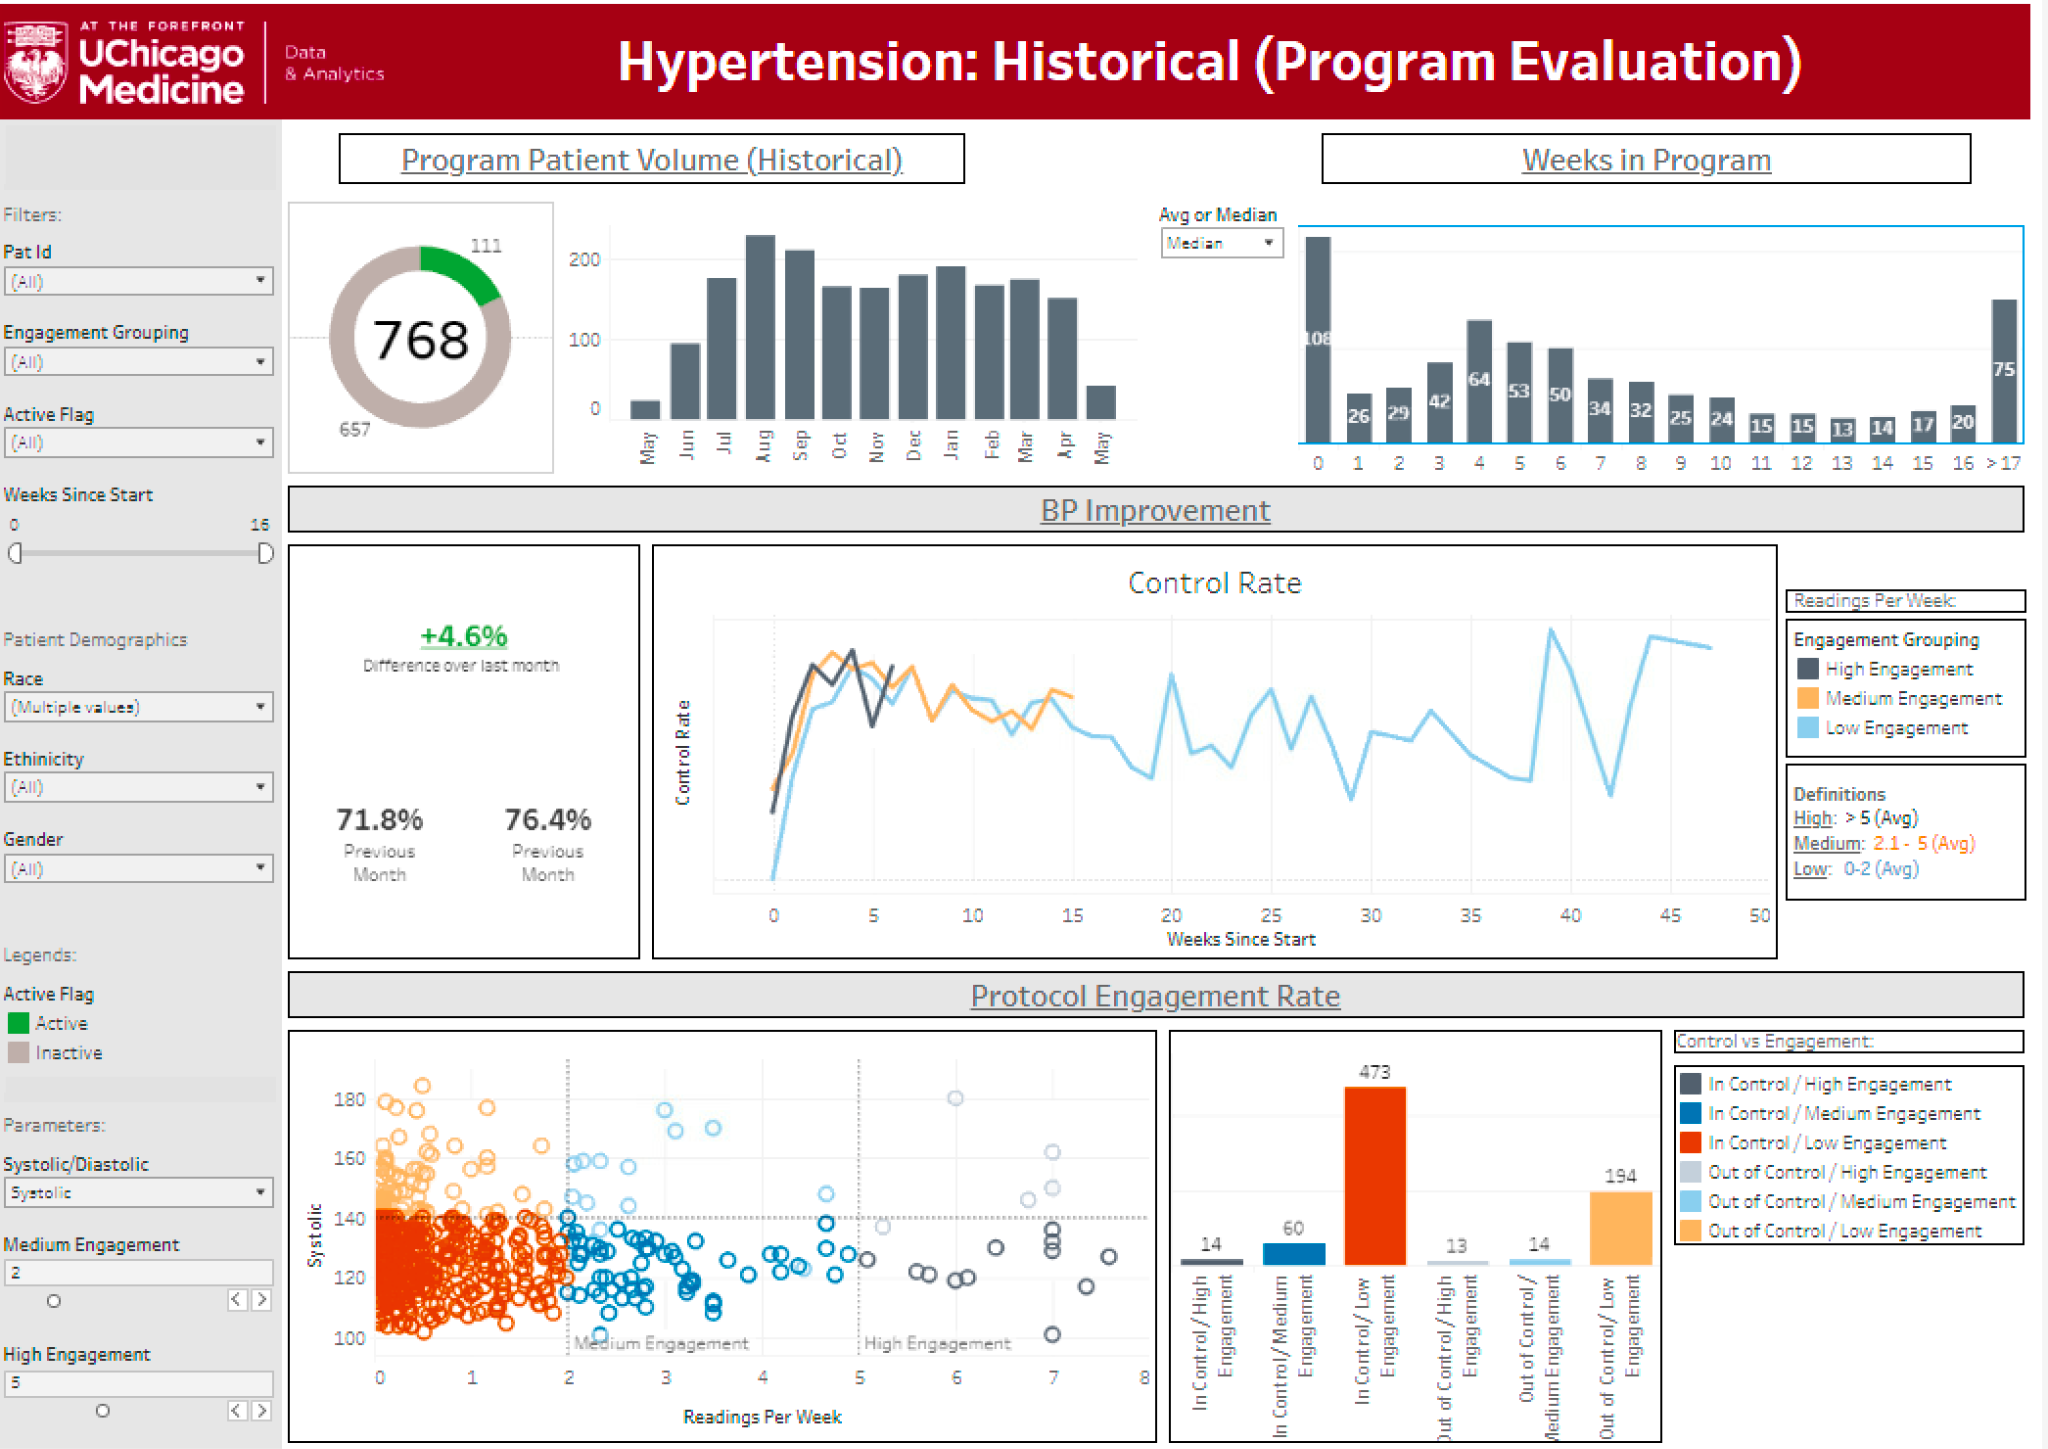 AT THE FOREFRONT
UChicago
Medicine
Data
& Analytics
Hypertension: Historical (Program Evaluation)
Filters:
Pat Id
(All)
Engagement Grouping
(All)
Active Flag
(All)
Weeks Since Start
0 16
Patient Demographics
Race
(Multiple values)
Ethinicity
(All)
Gender
(All)
Legends:
Active Flag
Active
Inactive
Parameters:
Systolic/Diastolic
Systolic
Medium Engagement
2
High Engagement
5
Program Patient Volume (Historical)
111
768
657
200
100
0
May Jun Jul Aug Sep Oct Nov Dec Jan Feb Mar Apr May
Weeks in Program
Avg or Median
Median
108 26 29 42 64 53 50 34 32 25 24 15 15 13 14 17 20 75
0 1 2 3 4 5 6 7 8 9 10 11 12 13 14 15 16 >17
BP Improvement
+4.6%
Difference over last month
71.8% 76.4%
Previous Previous
Month Month
Control Rate
Control Rate
0 5 10 15 20 25 30 35 40 45 50
Weeks Since Start
Readings Per Week:
Engagement Grouping
High Engagement
Medium Engagement
Low Engagement
Definitions
High: > 5 (Avg)
Medium: 2.1 - 5 (Avg)
Low: 0-2 (Avg)
Protocol Engagement Rate
Systolic
180
160
140
120
100
Medium Engagement High Engagement
0 1 2 3 4 5 6 7 8
Readings Per Week
14 60 473 13 14 194
In Control/ High
Engagement
In Control/ Medium
Engagement
In Control/ Low
Engagement
ut of Control/ High
Engagement
Out of Control/
Medium Engagement
Out of Control/ Low
Engagement
Control vs Engagement:
In Control / High Engagement
In Control / Medium Engagement
In Control / Low Engagement
Out of Control / High Engagement
Out of Control / Medium Engagement
Out of Control / Low Engagement